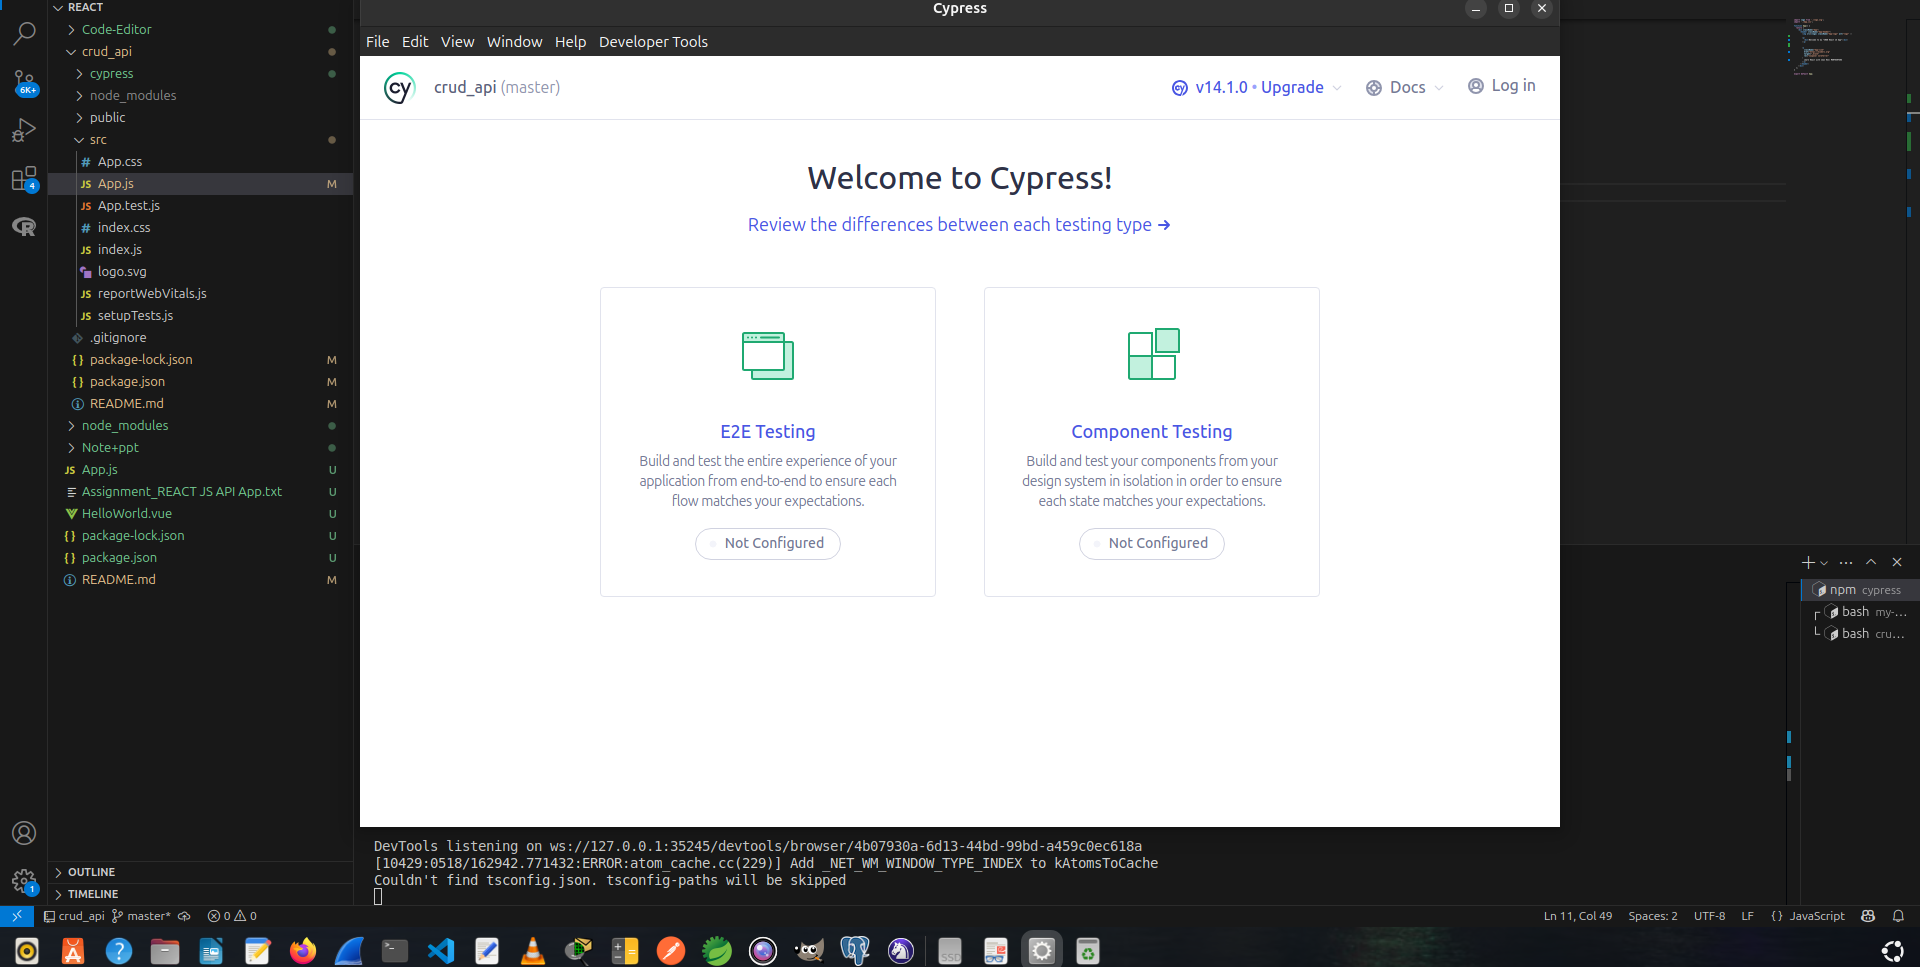 REACT
Code-Editor
crud_api
cypress
node_modules
public
src
App.css
App.js M
App.test.js
index.css
index.js
logo.svg
reportWebVitals.js
setupTests.js
.gitignore
package-lock.json M
package.json M
README.md M
node_modules
Note+ppt
App.js U
Assignment_REACT JS API App.txt U
HelloWorld.vue U
package-lock.json U
package.json U
README.md M
OUTLINE
TIMELINE
6K+
4
1
Cypress
File Edit View Window Help Developer Tools
cy crud_api (master)
v14.1.0 • Upgrade Docs Log in
Welcome to Cypress!
Review the differences between each testing type →
E2E Testing
Build and test the entire experience of your
application from end-to-end to ensure each
flow matches your expectations.
Not Configured
Component Testing
Build and test your components from your
design system in isolation in order to ensure
each state matches your expectations.
Not Configured
npm cypress
bash my-...
bash cru...
DevTools listening on ws://127.0.0.1:35245/devtools/browser/4b07930a-6d13-44bd-99bd-a459c0ec618a
[10429:0518/162942.771432:ERROR:atom_cache.cc(229)] Add _NET_WM_WINDOW_TYPE_INDEX to kAtomsToCache
Couldn't find tsconfig.json. tsconfig-paths will be skipped
crud_api master* 0 0
Ln 11, Col 49 Spaces: 2 UTF-8 LF {} JavaScript
SSD